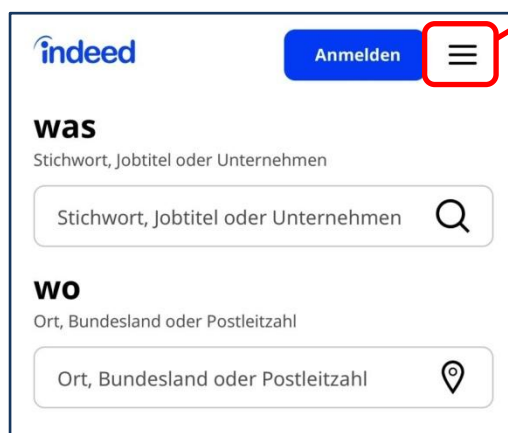 indeed
Anmelden
was
Stichwort, Jobtitel oder Unternehmen
Stichwort, Jobtitel oder Unternehmen
wo
Ort, Bundesland oder Postleitzahl
Ort, Bundesland oder Postleitzahl